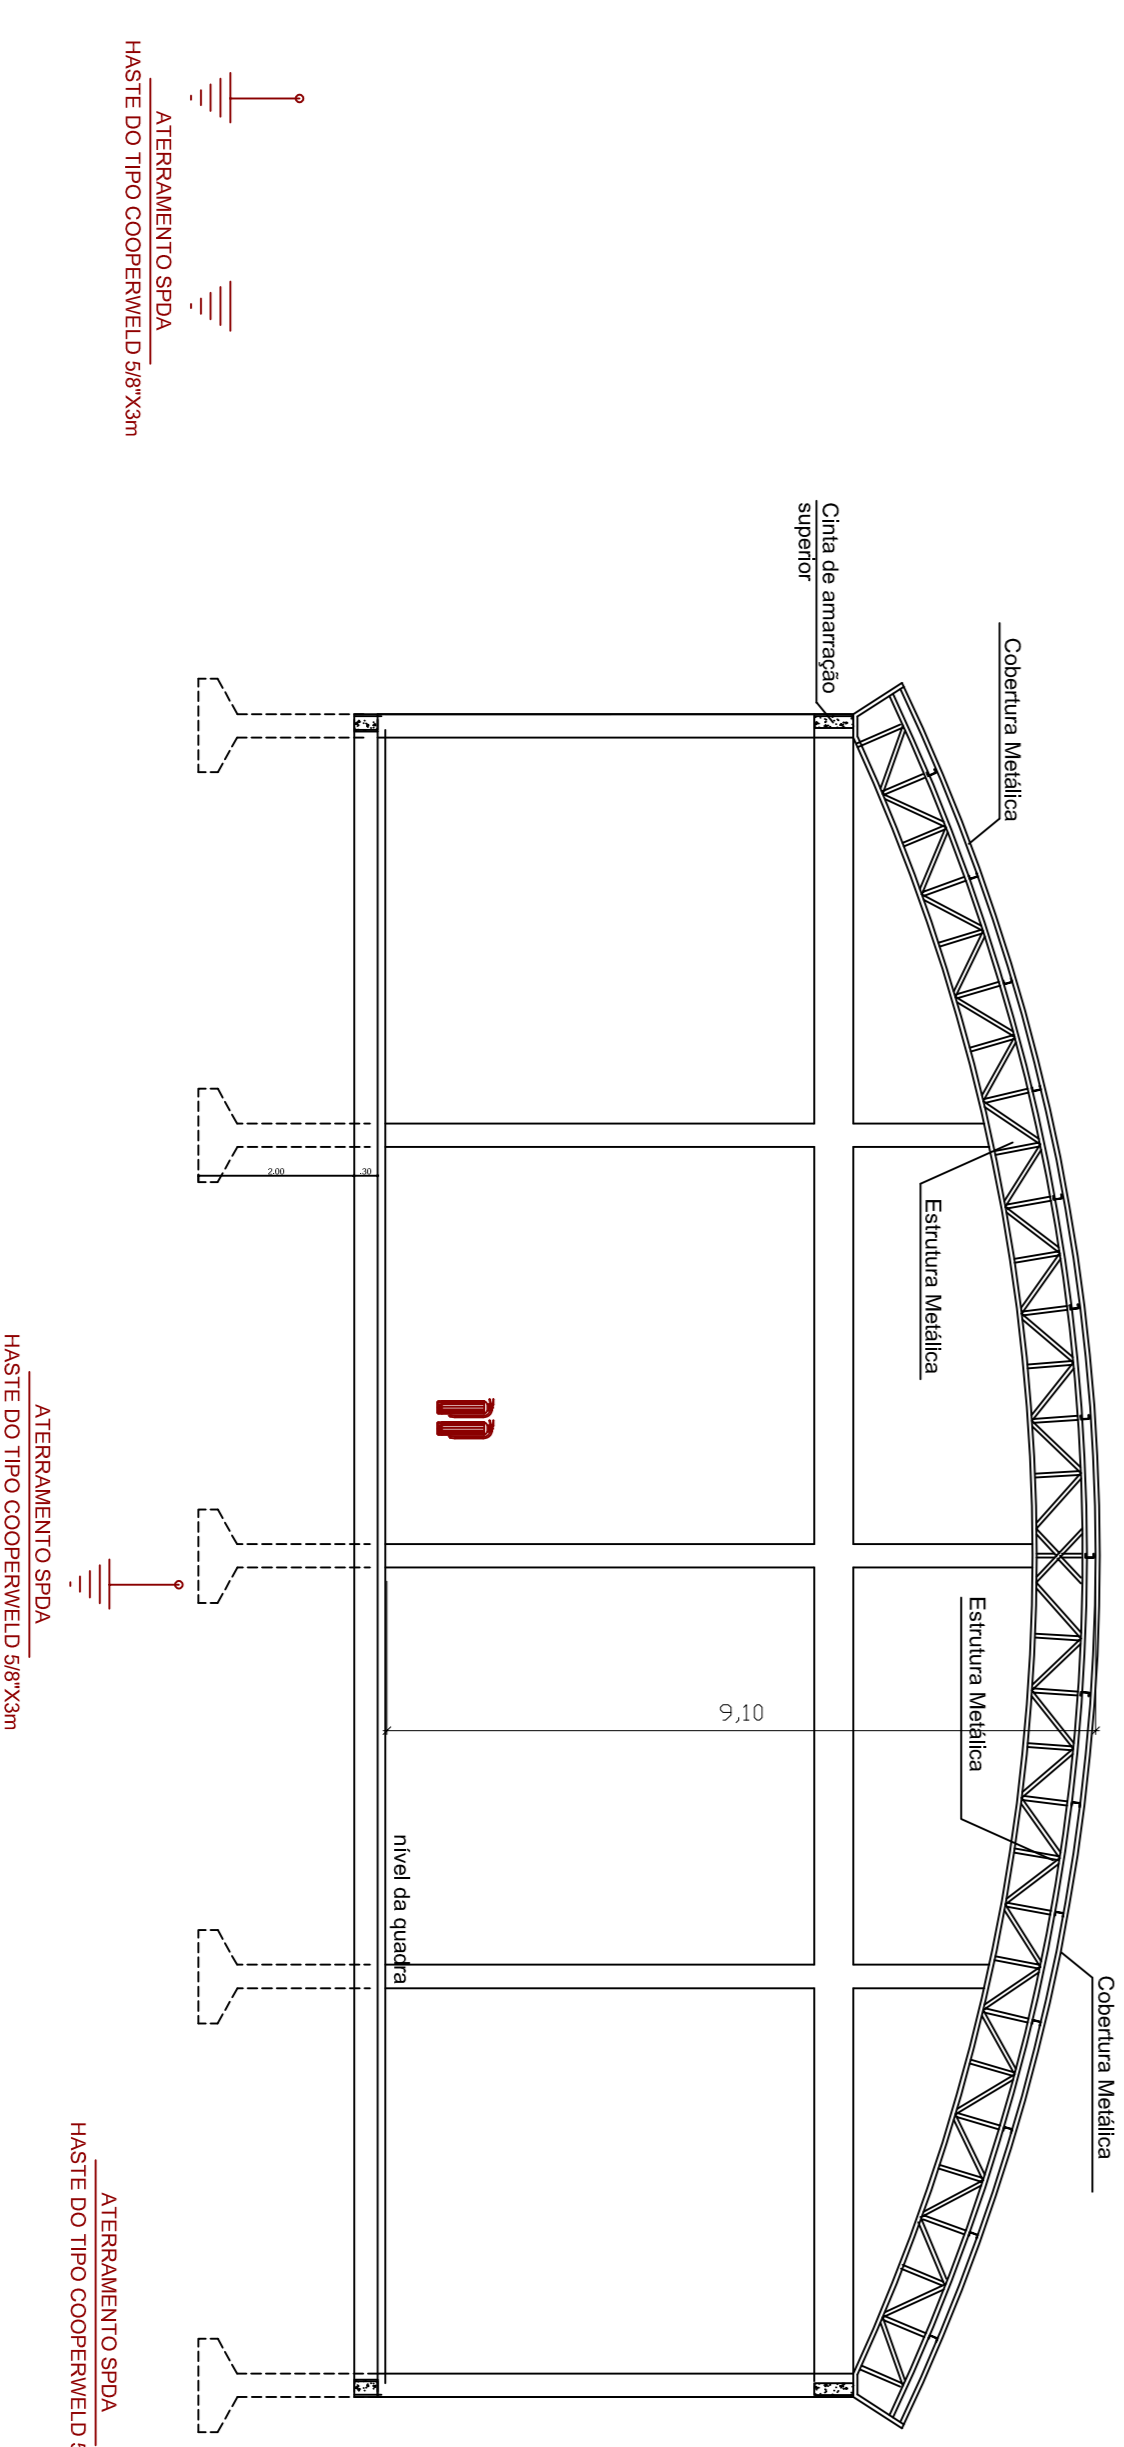 Cobertura Metálica
Cinta de amarração
superior
Estrutura Metálica
Estrutura Metálica
Cobertura Metálica
9,10
nível da quadra
2.00
.30
ATERRAMENTO SPDA
HASTE DO TIPO COOPERWELD 5/8"X3m
ATERRAMENTO SPDA
HASTE DO TIPO COOPERWELD 5/8"X3m
ATERRAMENTO SPDA
HASTE DO TIPO COOPERWELD